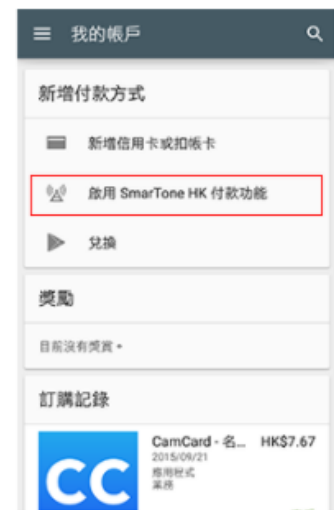 我的帳戶
新增付款方式
新增信用卡或扣帳卡
啟用 SmarTone HK 付款功能
兌換
獎勵
目前沒有獎賞。
訂購記錄
CamCard - 名... HK$7.67
2015/09/21
應用程式
業務
CC